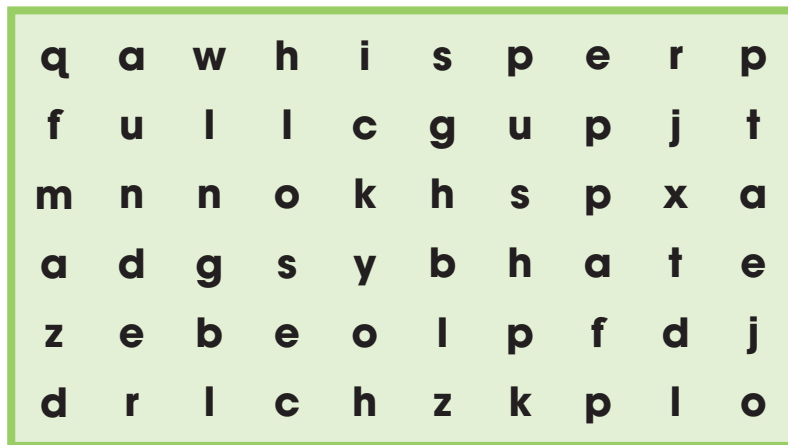 q a w h i s p e r p
f u l l c g u p j t
m n n o k h s p x a
a d g s y b h a t e
z e b e o l p f d j
d r l c h z k p l o